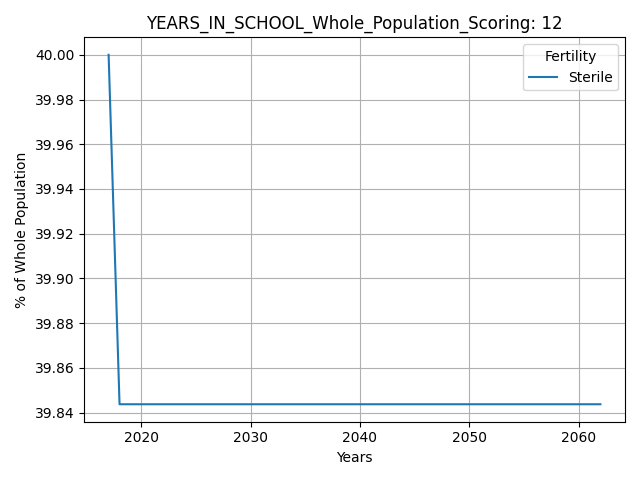 YEARS_IN_SCHOOL_Whole_Population_Scoring: 12
Fertility
Sterile
% of Whole Population
40.00
39.98
39.96
39.94
39.92
39.90
39.88
39.86
39.84
2020 2030 2040 2050 2060
Years